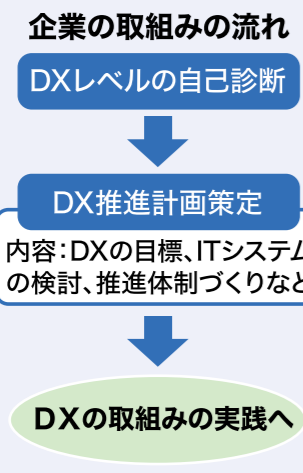 企業の取組みの流れ
DXレベルの自己診断
DX推進計画策定
内容：DXの目標、ITシステム
の検討、推進体制づくりなど
DXの取組みの実践へ